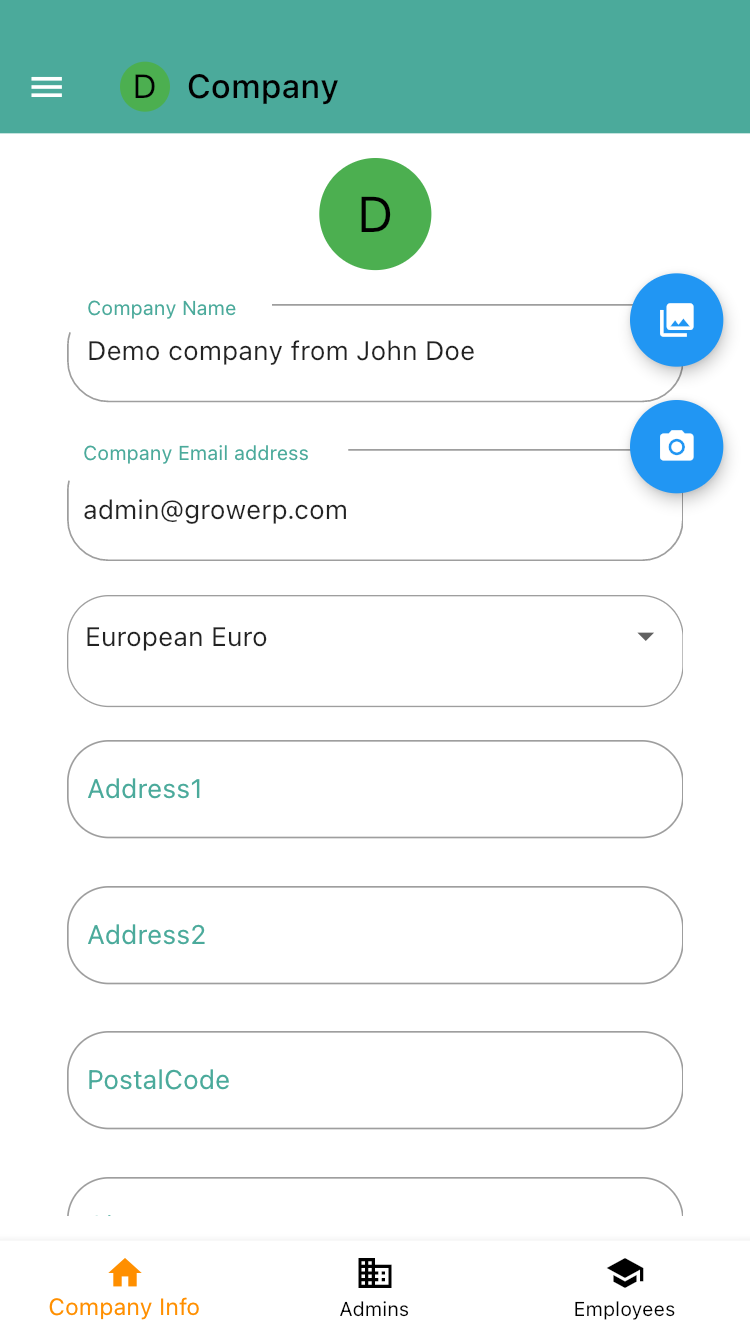 D Company
D
Company Name
Demo company from John Doe
Company Email address
admin@growerp.com
European Euro
Address1
Address2
PostalCode
Company Info
Admins
Employees